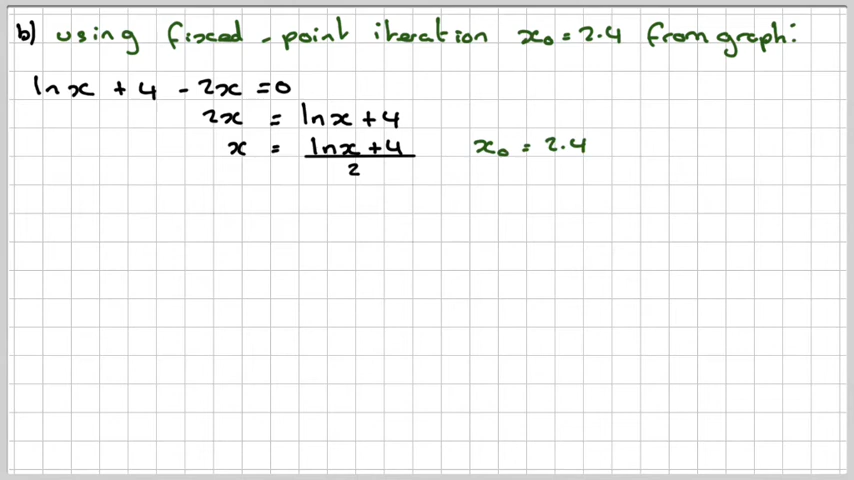 b) using fixed - point iteration x₀ = 2.4 from graph:
ln x + 4 - 2x = 0
2x = ln x + 4
x = (ln x + 4)/2 x₀ = 2.4